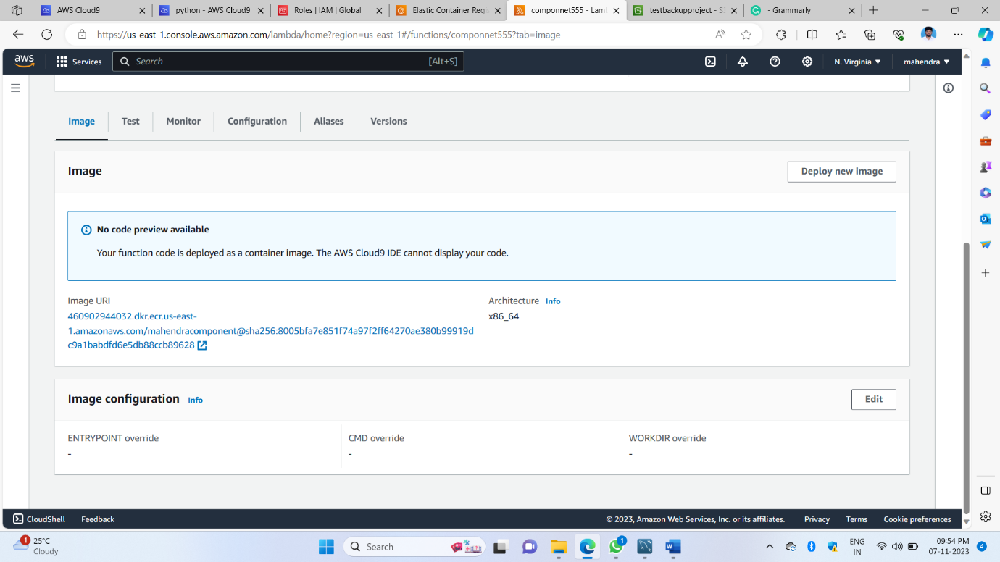 AWS Cloud9
python - AWS Cloud9
Roles | IAM | Global
Elastic Container Regi
componnet555 - Lam
testbackupproject - S
- Grammarly
https://us-east-1.console.aws.amazon.com/lambda/home?region=us-east-1#/functions/componnet555?tab=image
aws
Services
Search
[Alt+S]
N. Virginia
mahendra
Image
Test
Monitor
Configuration
Aliases
Versions
Image
Deploy new image
No code preview available
Your function code is deployed as a container image. The AWS Cloud9 IDE cannot display your code.
Image URI
460902944032.dkr.ecr.us-east-
1.amazonaws.com/mahendracomponent@sha256:8005bfa7e851f74a97f2ff64270ae380b99919d
c9a1babdfd6e5db88ccb89628
Architecture Info
x86_64
Image configuration Info
Edit
ENTRYPOINT override
-
CMD override
-
WORKDIR override
-
CloudShell
Feedback
© 2023, Amazon Web Services, Inc. or its affiliates.
Privacy
Terms
Cookie preferences
1
25°C
Cloudy
Search
1
ENG
IN
09:54 PM
07-11-2023
4